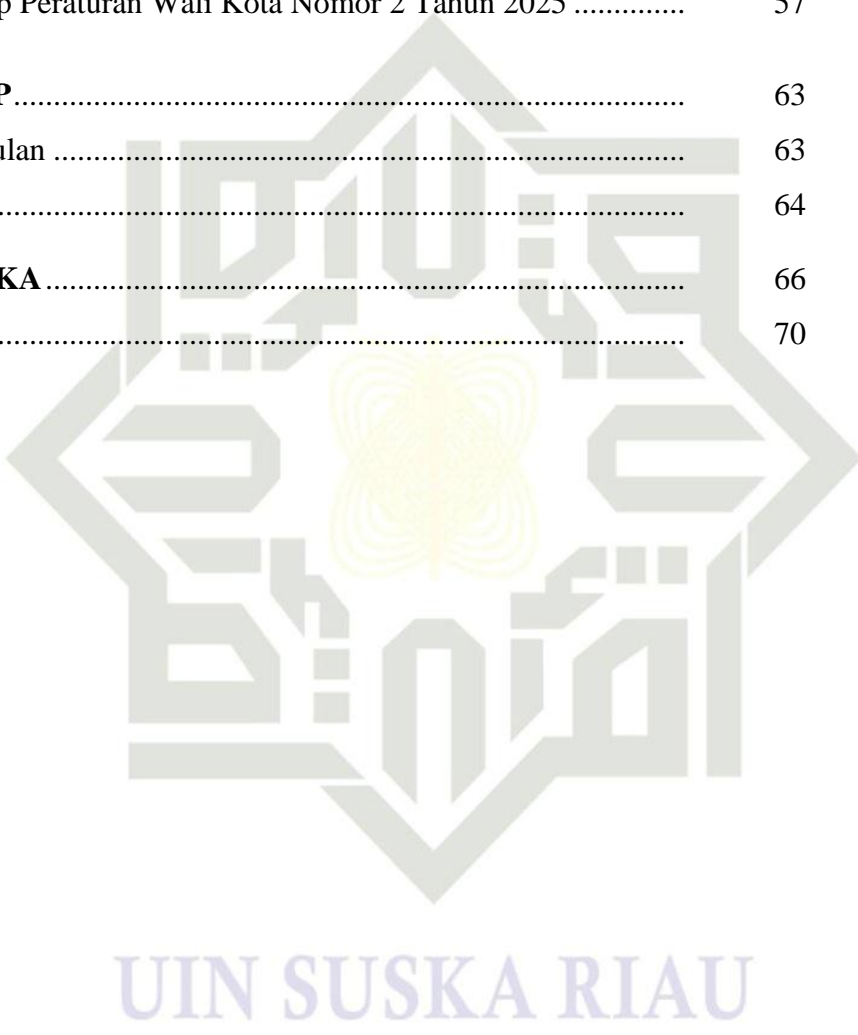 p Peraturan Wali Kota Nomor 2 Tahun 2025 .............. 57
P.................................................................................... 63
ulan ............................................................................... 63
..................................................................................... 64
KA................................................................................ 66
..................................................................................... 70
UIN SUSKA RIAU